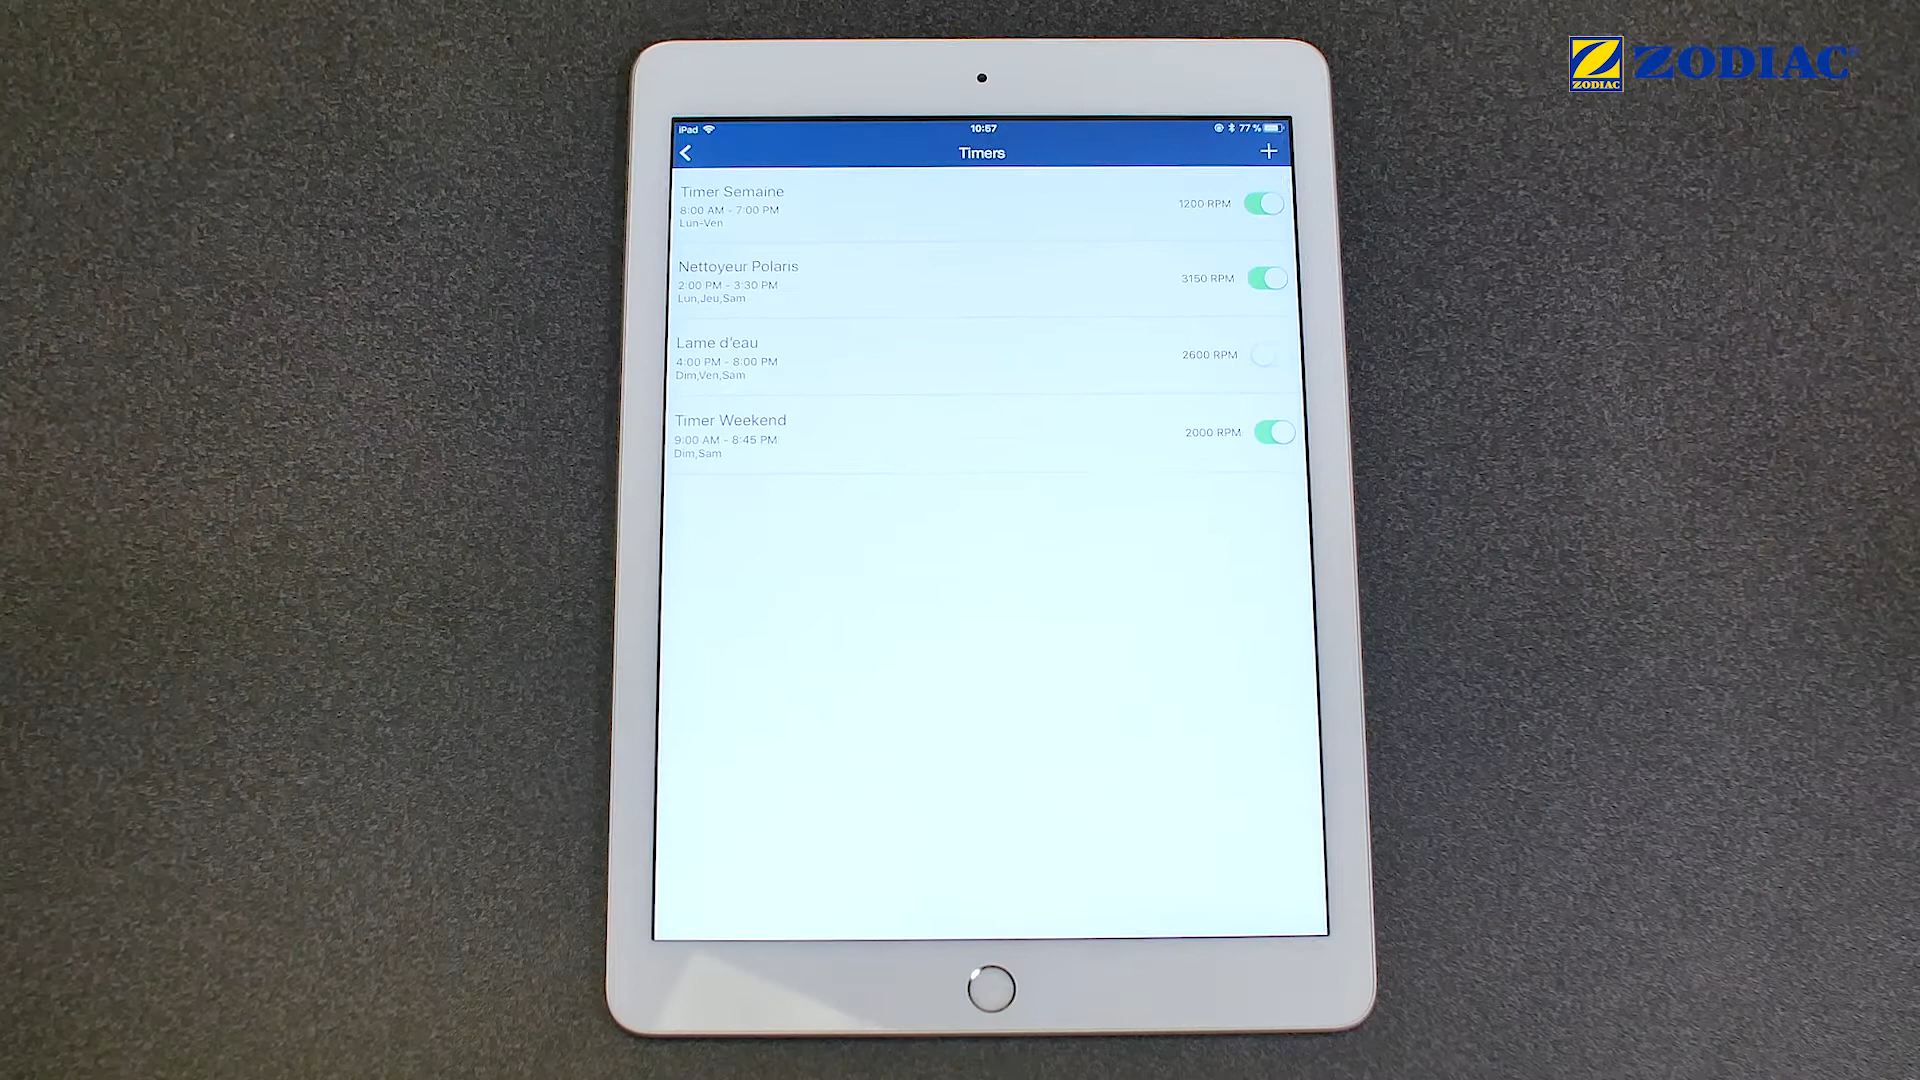 ZODIAC
ZODIAC®
iPad
10:57
77 %
Timers
Timer Semaine
8:00 AM - 7:00 PM
Lun-Ven
1200 RPM
Nettoyeur Polaris
2:00 PM - 3:30 PM
Lun,Jeu,Sam
3150 RPM
Lame d'eau
4:00 PM - 8:00 PM
Dim,Ven,Sam
2600 RPM
Timer Weekend
9:00 AM - 8:45 PM
Dim,Sam
2000 RPM